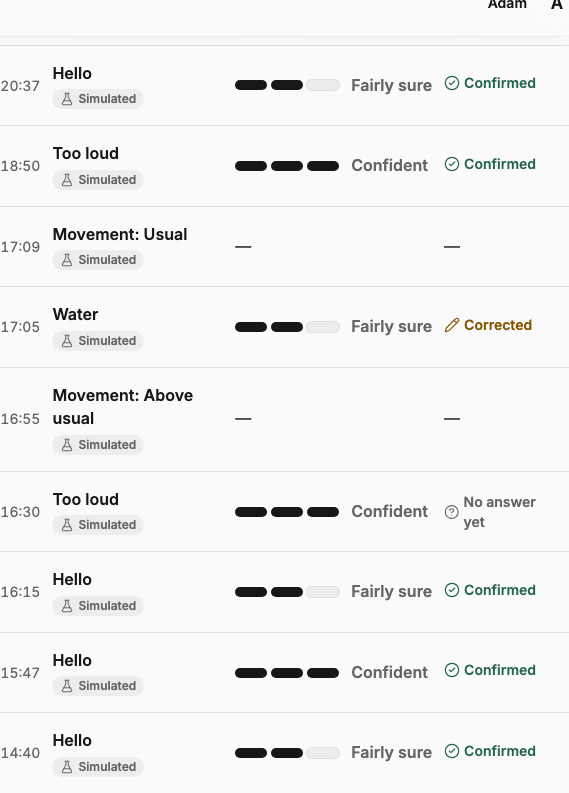 Adam A
20:37 Hello Fairly sure Confirmed
Simulated
18:50 Too loud Confident Confirmed
Simulated
17:09 Movement: Usual — —
Simulated
17:05 Water Fairly sure Corrected
Simulated
16:55 Movement: Above usual — —
Simulated
16:30 Too loud Confident No answer yet
Simulated
16:15 Hello Fairly sure Confirmed
Simulated
15:47 Hello Confident Confirmed
Simulated
14:40 Hello Fairly sure Confirmed
Simulated